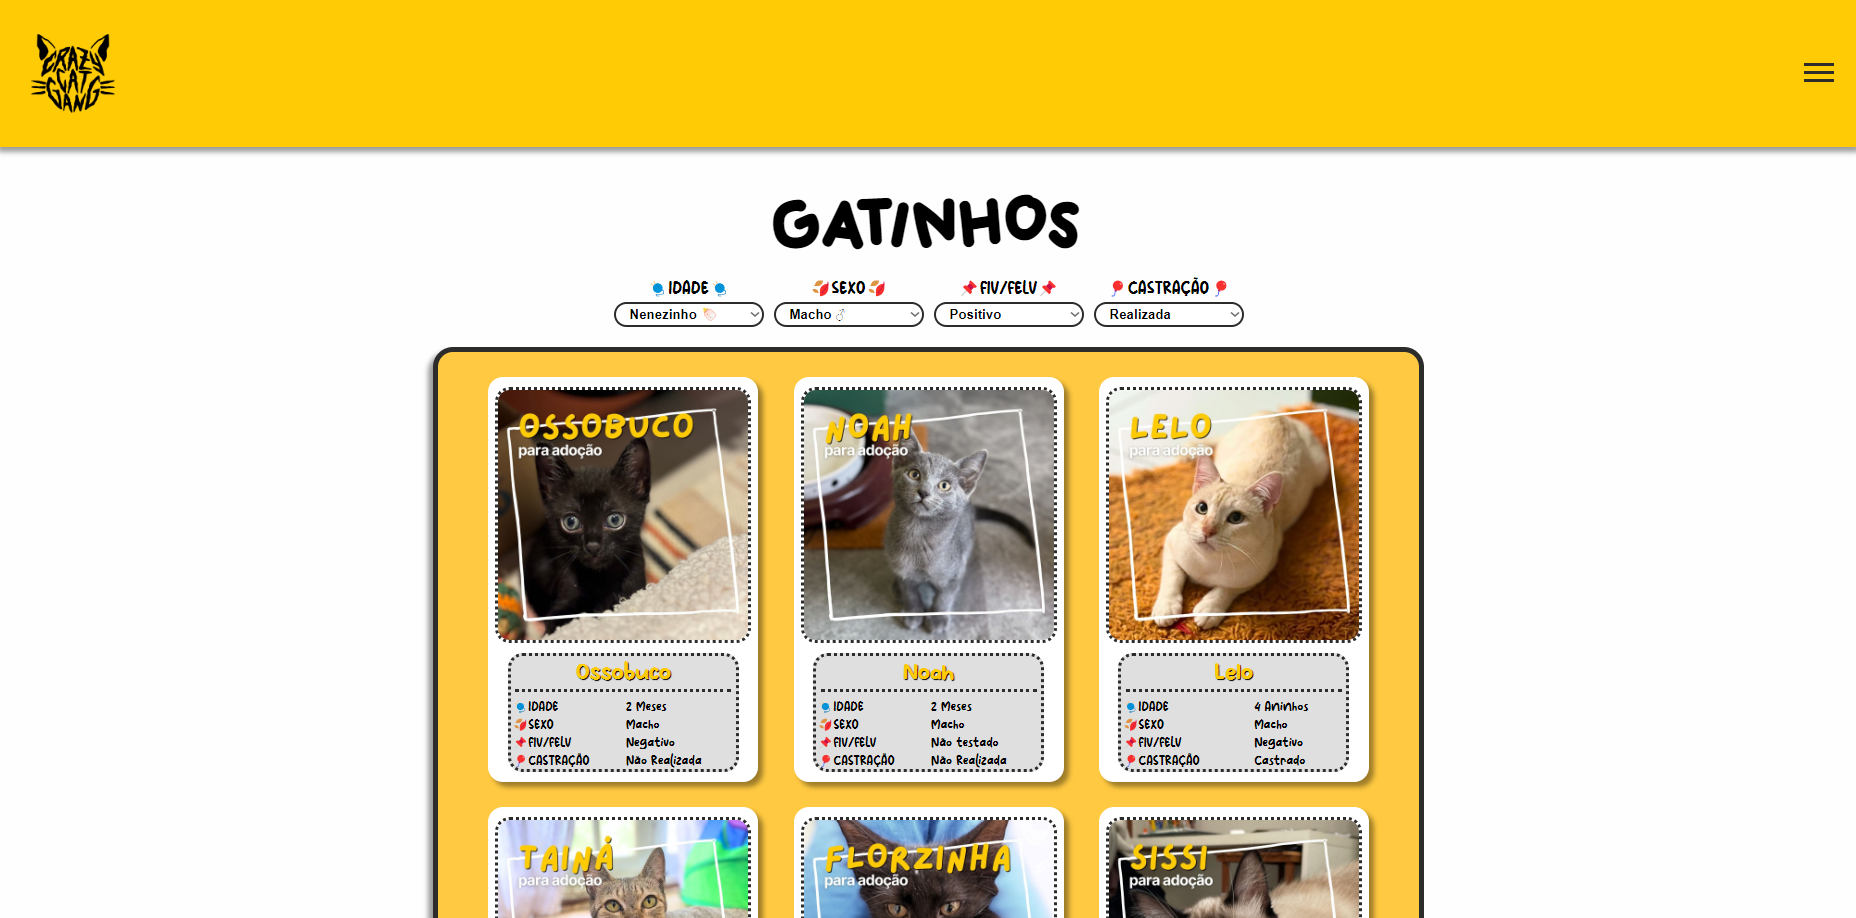 CRAZY
CAT
GANG
GATINHOS
IDADE
SEXO
FIV/FELV
CASTRAÇÃO
Nenezinho
Macho ♂
Positivo
Realizada
OSSOBUCO
para adoção
NOAH
para adoção
LELO
para adoção
Ossobuco
IDADE 2 Meses
SEXO Macho
FIV/FELV Negativo
CASTRAÇÃO Não Realizada
Noah
IDADE 2 Meses
SEXO Macho
FIV/FELV Não testado
CASTRAÇÃO Não Realizada
Lelo
IDADE 4 Aninhos
SEXO Macho
FIV/FELV Negativo
CASTRAÇÃO Castrado
TAINÁ
para adoção
FLORZINHA
para adoção
SISSI
para adoção